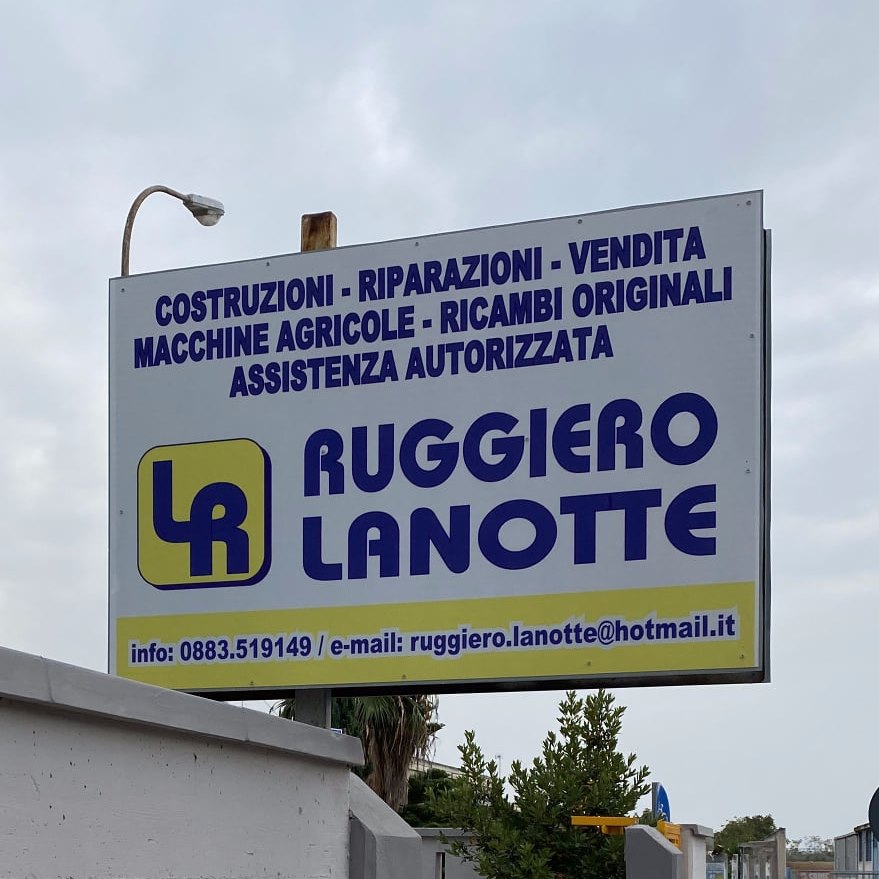 COSTRUZIONI - RIPARAZIONI - VENDITA
MACCHINE AGRICOLE - RICAMBI ORIGINALI
ASSISTENZA AUTORIZZATA
LR
RUGGIERO
LANOTTE
info: 0883.519149 / e-mail: ruggiero.lanotte@hotmail.it